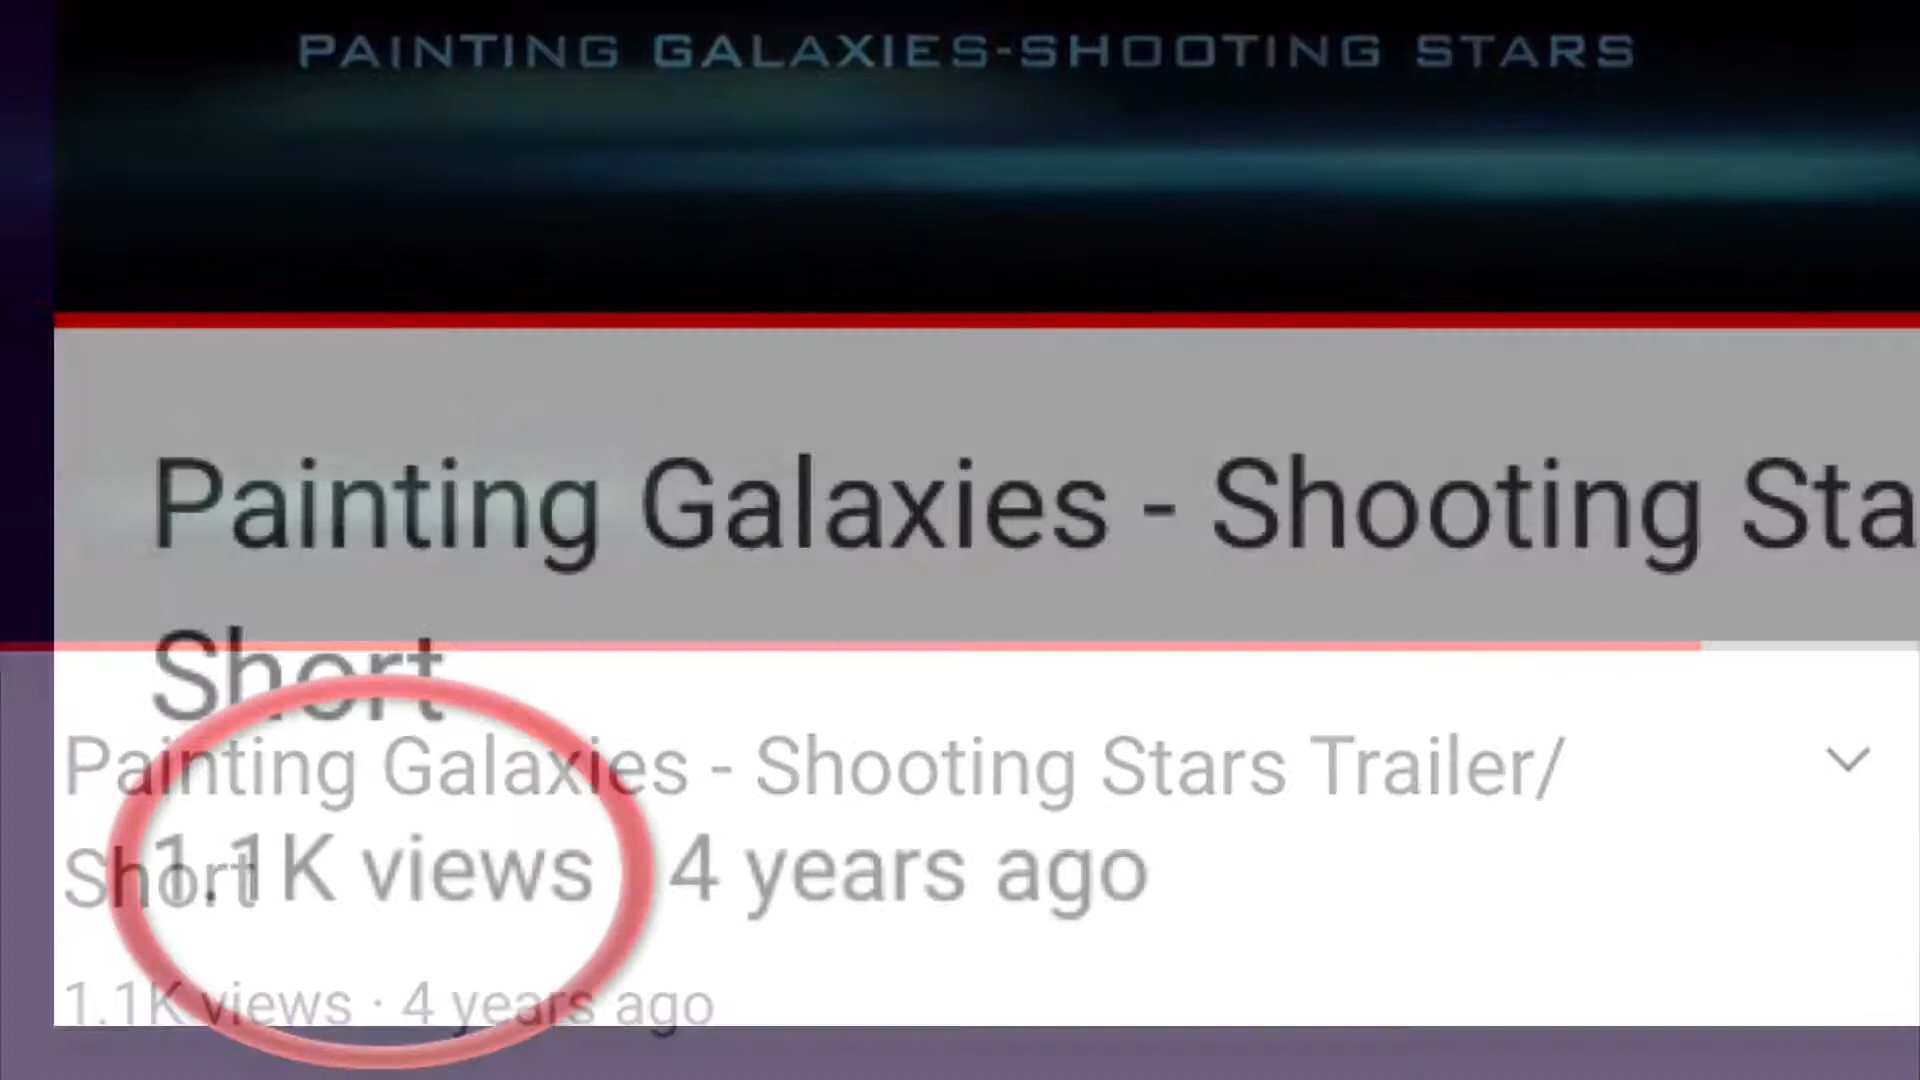 PAINTING GALAXIES-SHOOTING STARS
Painting Galaxies - Shooting Sta
Short
Painting Galaxies - Shooting Stars Trailer/
Short
1.1K views 4 years ago
1.1K views · 4 years ago